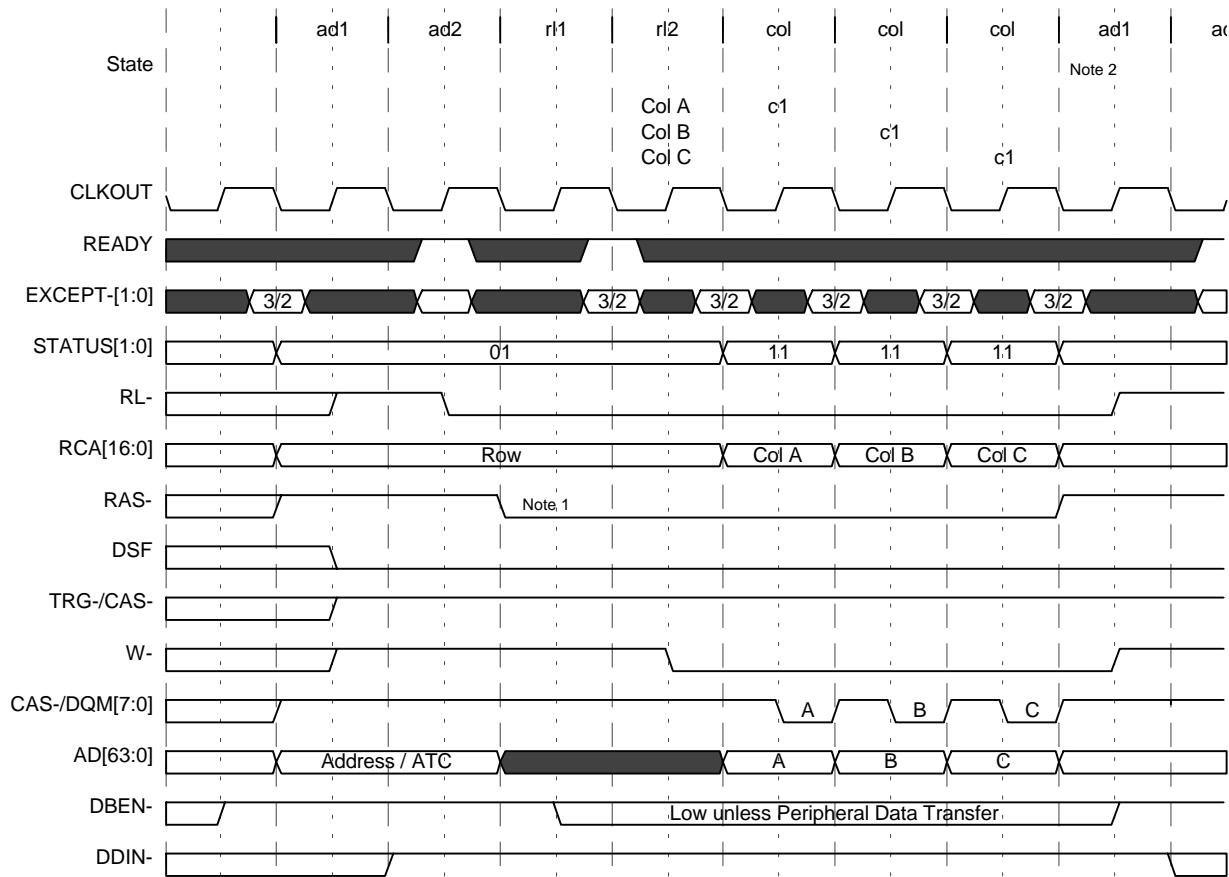 ad1 ad2 rl1 rl2 col col col ad1
State Note 2
Col A c1
Col B c1
Col C c1
CLKOUT
READY
EXCEPT-[1:0] 3/2 3/2 3/2 3/2 3/2 3/2
STATUS[1:0] 01 11 11 11
RL-
RCA[16:0] Row Col A Col B Col C
RAS- Note 1
DSF
TRG-/CAS-
W-
CAS-/DQM[7:0] A B C
AD[63:0] Address / ATC A B C
DBEN- Low unless Peripheral Data Transfer
DDIN-